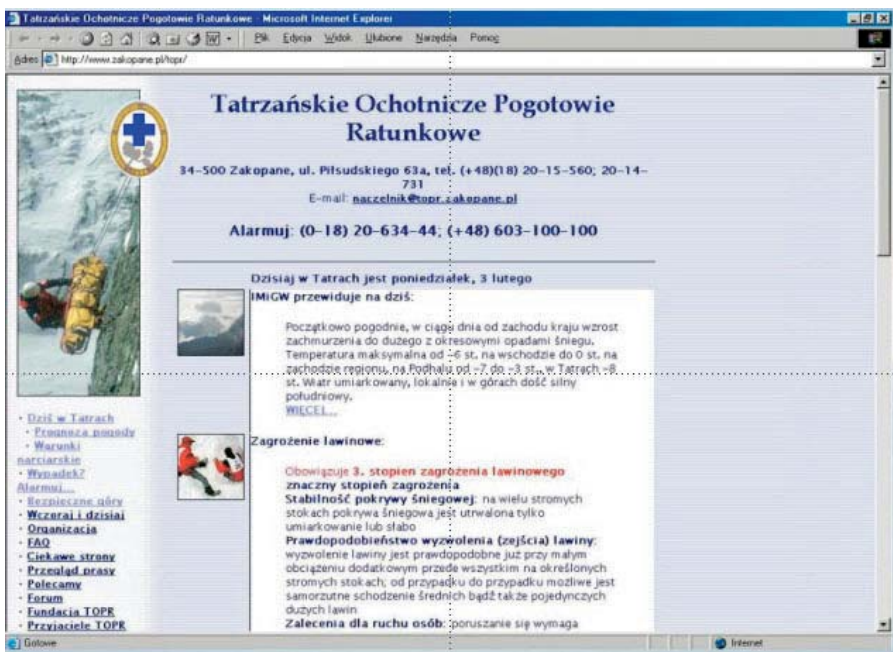 Tatrzańskie Ochotnicze Pogotowie Ratunkowe - Microsoft Internet Explorer
Plik Edycja Widok Ulubione Narzędzia Pomoc
Adres http://www.zakopane.pl/topr/
Tatrzańskie Ochotnicze Pogotowie
Ratunkowe
34-500 Zakopane, ul. Piłsudskiego 63a, tel. (+48)(18) 20-15-560; 20-14-
731
E-mail: naczelnik@topr.zakopane.pl
Alarmuj: (0-18) 20-634-44; (+48) 603-100-100
Dzisiaj w Tatrach jest poniedziałek, 3 lutego
IMiGW przewiduje na dziś:
Początkowo pogodnie, w ciągu dnia od zachodu kraju wzrost
zachmurzenia do dużego z okresowymi opadami śniegu.
Temperatura maksymalna od -6 st. na wschodzie do 0 st. na
zachodzie regionu, na Podhalu od -7 do -3 st., w Tatrach -8
st. Wiatr umiarkowany, lokalnie i w górach dość silny
południowy.
WIĘCEJ...
Zagrożenie lawinowe:
Obowiązuje 3. stopien zagrożenia lawinowego
znaczny stopień zagrożenia
Stabilność pokrywy śniegowej: na wielu stromych
stokach pokrywa śniegowa jest utrwalona tylko
umiarkowanie lub słabo
Prawdopodobieństwo wyzwolenia (zejścia) lawiny:
wyzwolenie lawiny jest prawdopodobne już przy małym
obciążeniu dodatkowym przede wszystkim na określonych
stromych stokach; od przypadku do przypadku możliwe jest
samorzutne schodzenie średnich bądź także pojedynczych
dużych lawin
Zalecenia dla ruchu osób: poruszanie się wymaga
· Dziś w Tatrach
· Prognoza pogody
· Warunki
narciarskie
· Wypadek?
Alarmuj...
· Bezpieczne góry
· Wczoraj i dzisiaj
· Organizacja
· FAQ
· Ciekawe strony
· Przegląd prasy
· Polecamy
· Forum
· Fundacja TOPR
· Przyjaciele TOPR
Gotowe
Internet